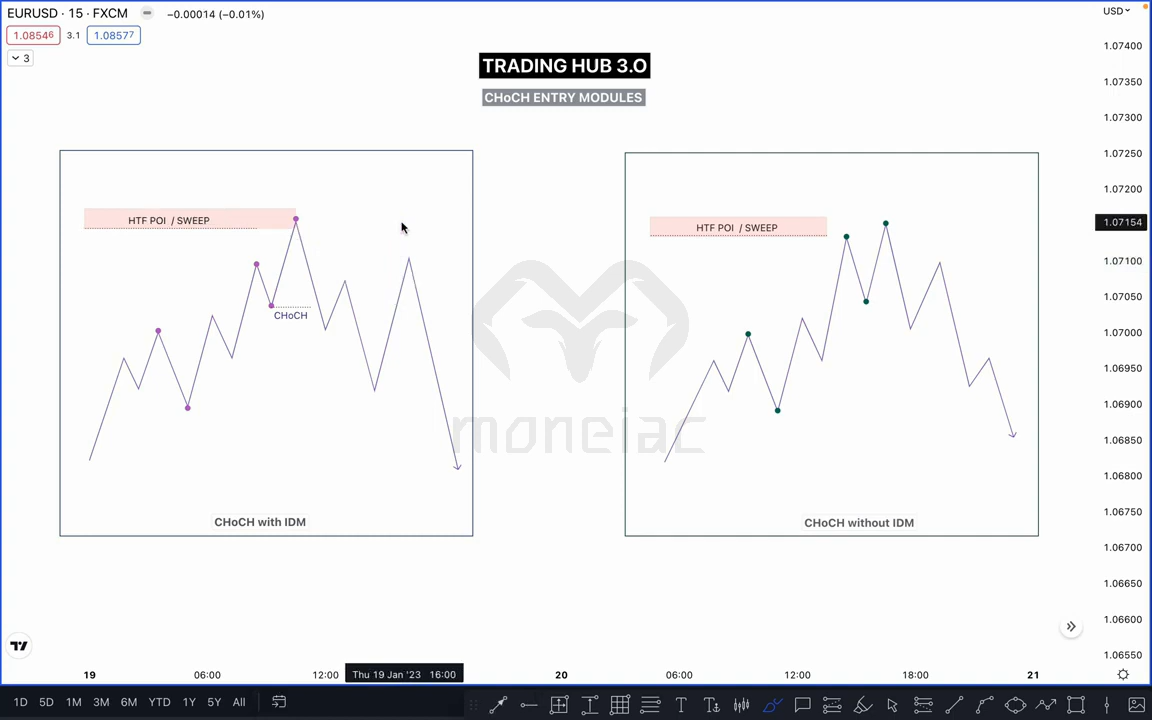 EURUSD · 15 · FXCM
−0.00014 (−0.01%)
USD
1.08546
3.1
1.08577
3
TRADING HUB 3.O
CHoCH ENTRY MODULES
1.07400
1.07350
1.07300
1.07250
1.07200
1.07154
1.07100
1.07050
1.07000
1.06950
1.06900
1.06850
1.06800
1.06750
1.06700
1.06650
1.06600
1.06550
HTF POI / SWEEP
CHoCH
CHoCH with IDM
HTF POI / SWEEP
CHoCH without IDM
moneiac
19
06:00
12:00
Thu 19 Jan '23 16:00
20
06:00
12:00
18:00
21
1D 5D 1M 3M 6M YTD 1Y 5Y All